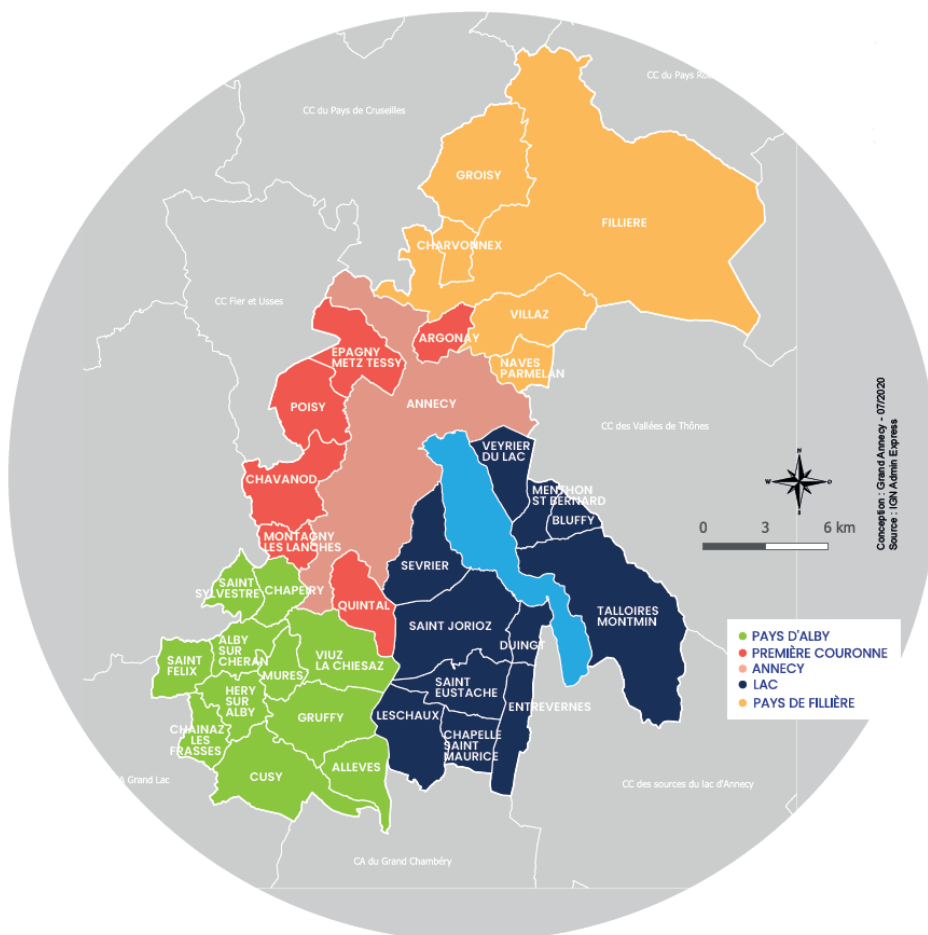 CC du Pays Ro
CC du Pays de Cruseilles
GROISY
FILLIERE
CHARVONNEX
CC Fier et Usses
VILLAZ
ARGONAY
EPAGNY
METZ TESSY
NAVES
PARMELAN
POISY
ANNECY
CC des Vallées de Thônes
VEYRIER
DU LAC
CHAVANOD
MENTHON
ST BERNARD
BLUFFY
N
W
O
S
0 3 6 km
Conception : Grand Annecy - 07/2020
Source : IGN Admin Express
MONTAGNY
LES LANCHES
SEVRIER
SAINT
SYLVESTRE
CHAPEIRY
QUINTAL
TALLOIRES
MONTMIN
SAINT JORIOZ
DUINGT
ALBY
SUR
CHERAN
VIUZ
LA CHIESAZ
SAINT
FELIX
MURES
SAINT
EUSTACHE
HERY
SUR
ALBY
ENTREVERNES
LESCHAUX
GRUFFY
CHAINAZ
LES
FRASSES
CHAPELLE
SAINT
MAURICE
CUSY
ALLEVES
A Grand Lac
CC des sources du lac d'Annecy
CA du Grand Chambéry
PAYS D'ALBY
PREMIÈRE COURONNE
ANNECY
LAC
PAYS DE FILLIÈRE